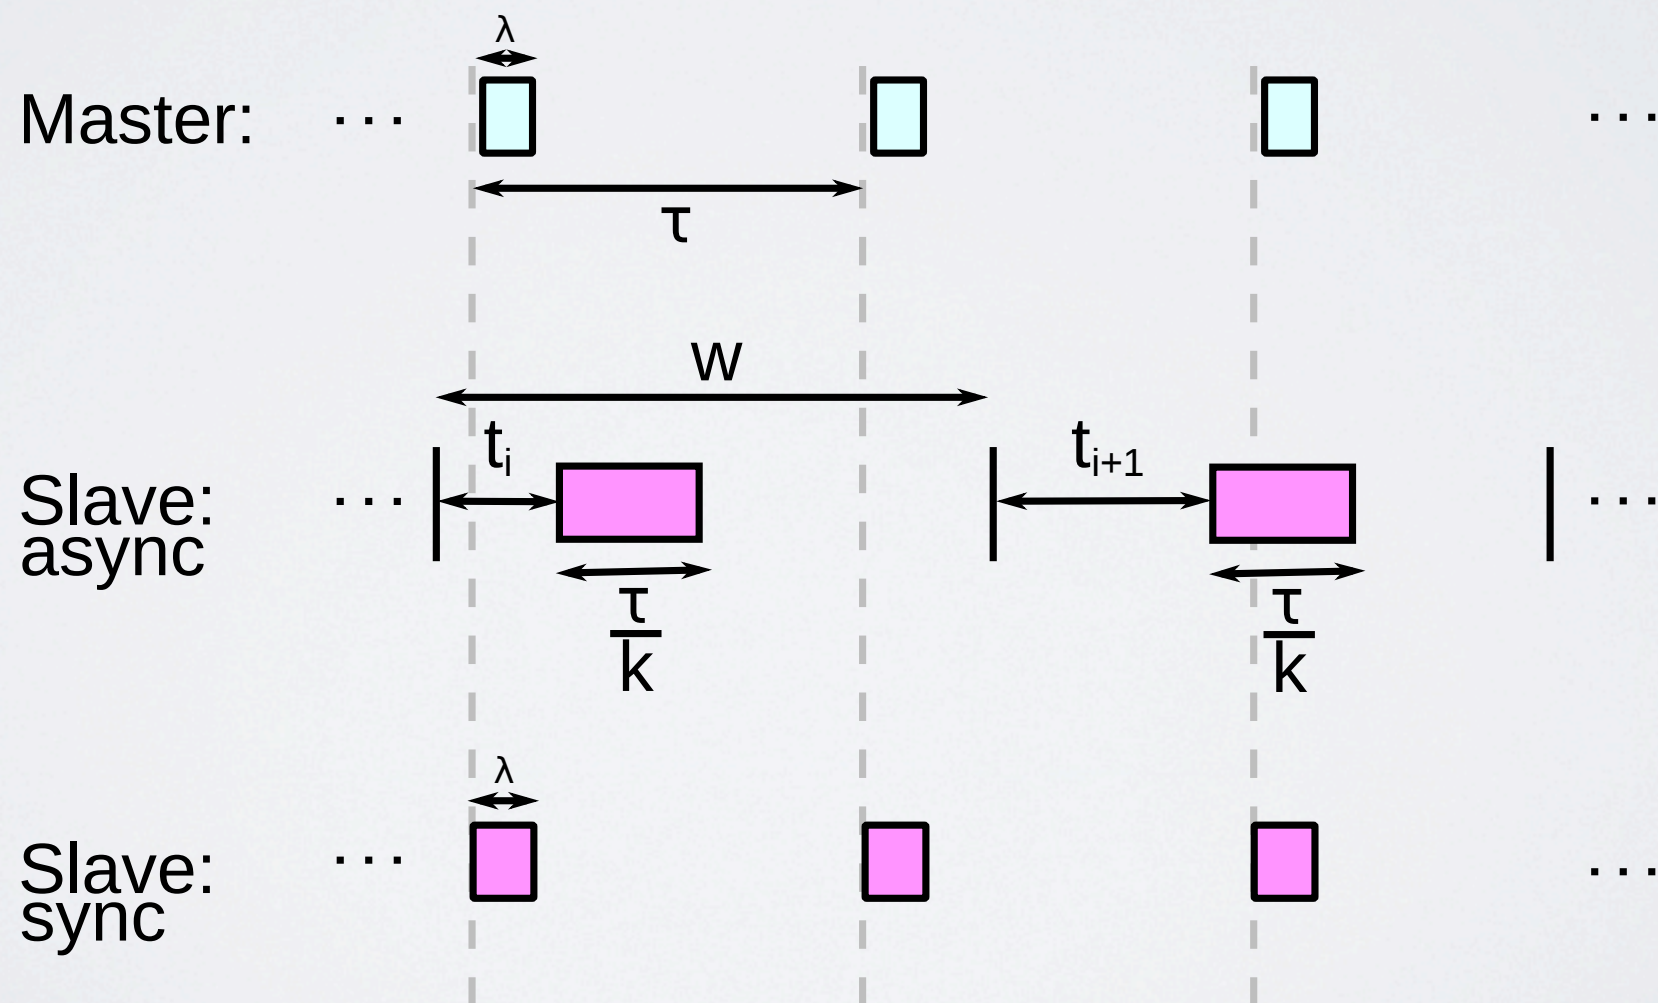 λ
Master: ... ...
τ
w
tᵢ tᵢ₊₁
Slave: ... ...
async
τ τ
k k
λ
Slave: ... ...
sync